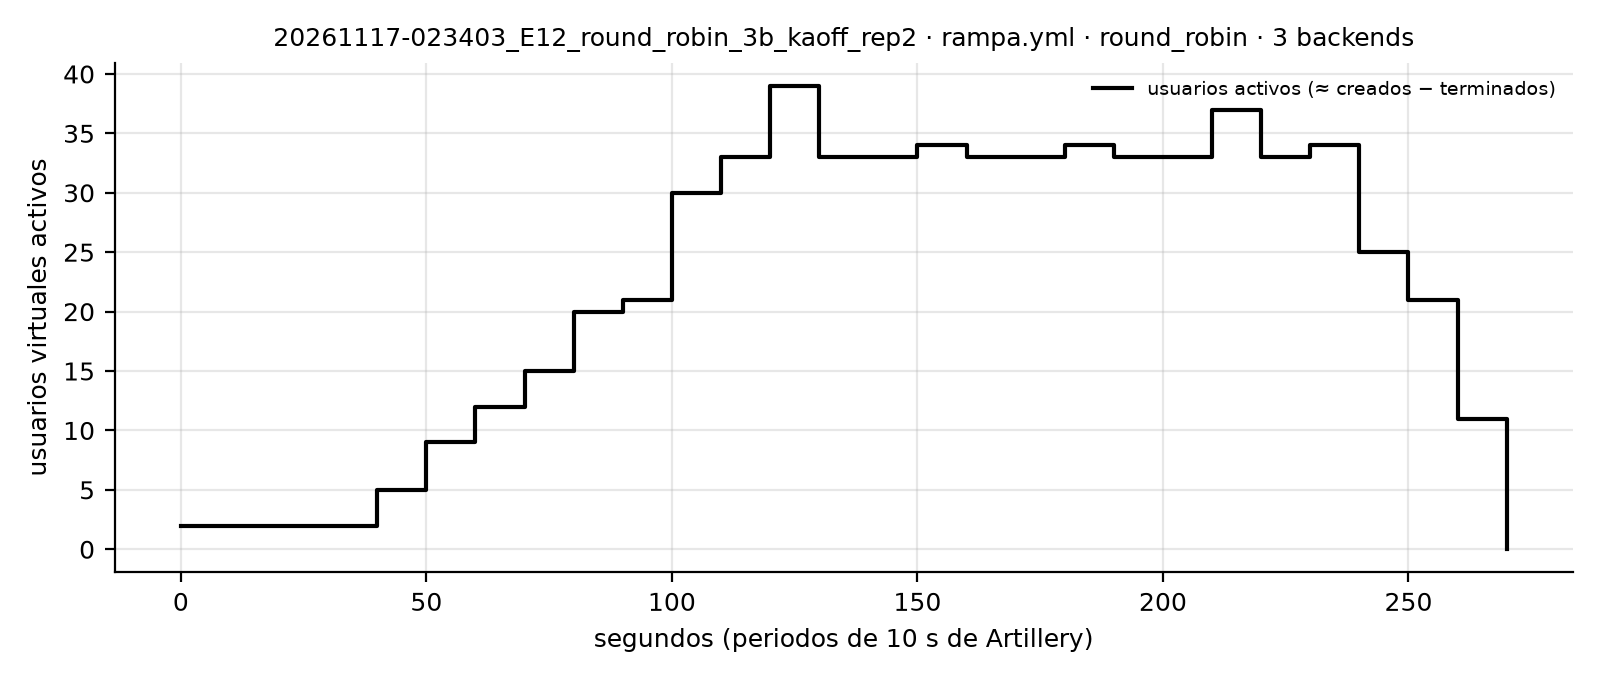 20261117-023403_E12_round_robin_3b_kaoff_rep2 · rampa.yml · round_robin · 3 backends
usuarios activos (≈ creados − terminados)
usuarios virtuales activos
40
35
30
25
20
15
10
5
0
0 50 100 150 200 250
segundos (periodos de 10 s de Artillery)